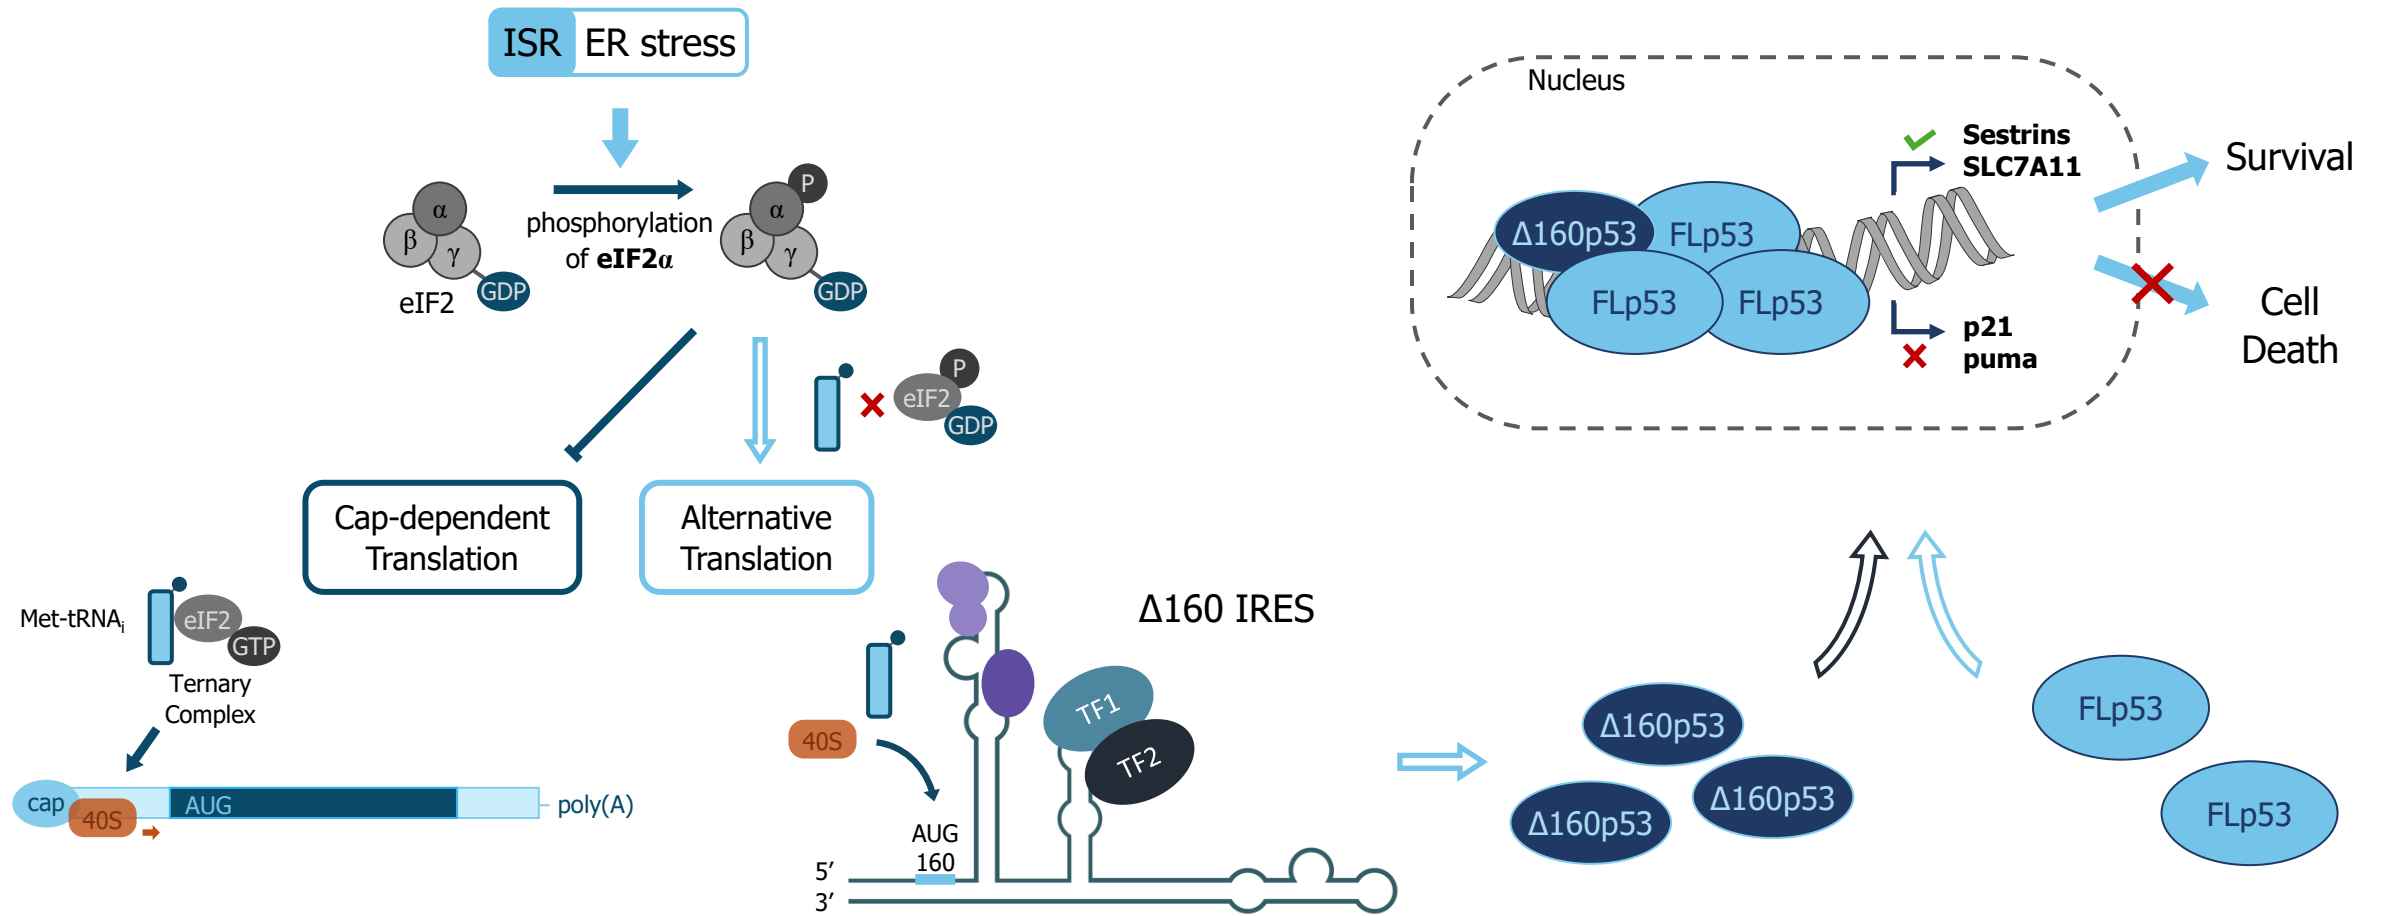 ISR ER stress
α
β
γ
GDP
eIF2
phosphorylation
of eIF2α
P
α
β
γ
GDP
P
eIF2
GDP
Cap-dependent
Translation
Alternative
Translation
Met-tRNAi
eIF2
GTP
Ternary
Complex
cap
40S
AUG
poly(A)
Δ160 IRES
40S
TF1
TF2
AUG
160
5′
3′
Δ160p53
Δ160p53
Δ160p53
FLp53
FLp53
Nucleus
Δ160p53
FLp53
FLp53
FLp53
Sestrins
SLC7A11
p21
puma
Survival
Cell
Death